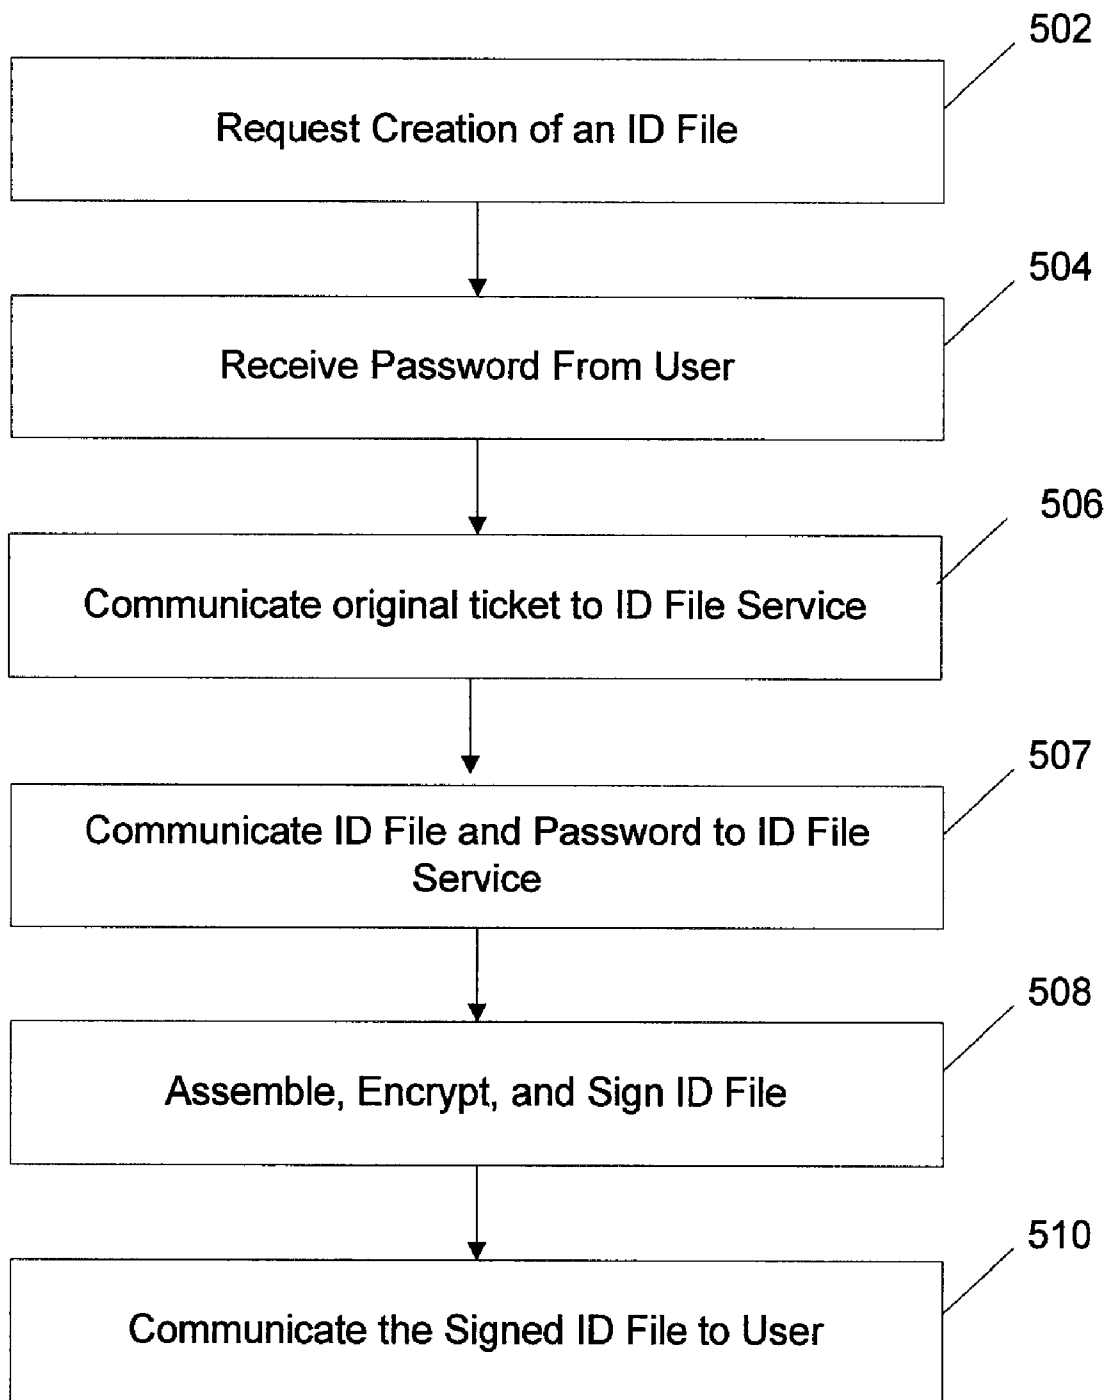 502
Request Creation of an ID File
504
Receive Password From User
506
Communicate original ticket to ID File Service
507
Communicate ID File and Password to ID File
Service
508
Assemble, Encrypt, and Sign ID File
510
Communicate the Signed ID File to User